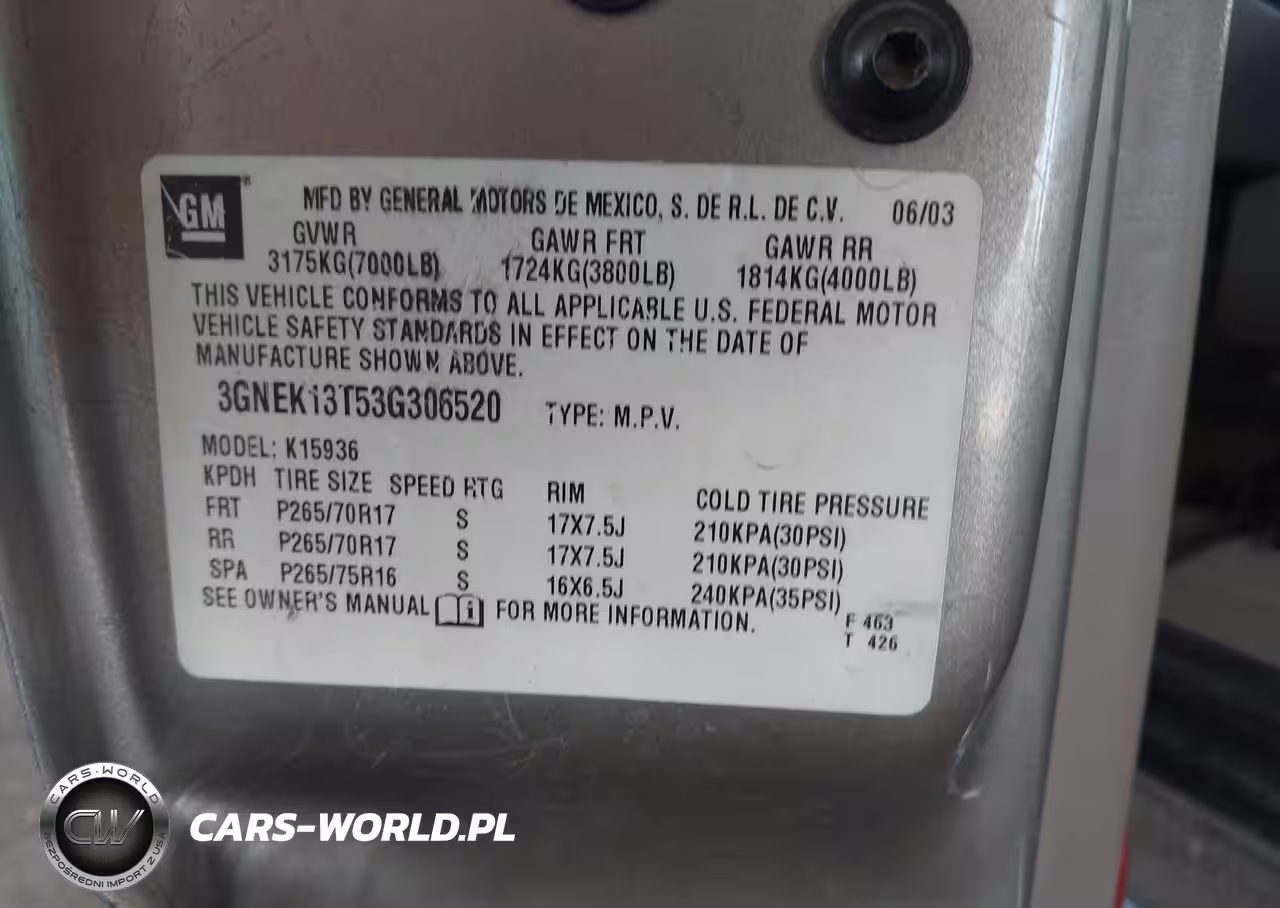 GM
MFD BY GENERAL MOTORS DE MEXICO, S. DE R.L. DE C.V. 06/03
GVWR GAWR FRT GAWR RR
3175KG(7000LB) 1724KG(3800LB) 1814KG(4000LB)
THIS VEHICLE CONFORMS TO ALL APPLICABLE U.S. FEDERAL MOTOR
VEHICLE SAFETY STANDARDS IN EFFECT ON THE DATE OF
MANUFACTURE SHOWN ABOVE.
3GNEK13T53G306520 TYPE: M.P.V.
MODEL: K15936
KPDH TIRE SIZE SPEED RTG RIM COLD TIRE PRESSURE
FRT P265/70R17 S 17X7.5J 210KPA(30PSI)
RR P265/70R17 S 17X7.5J 210KPA(30PSI)
SPA P265/75R16 S 16X6.5J 240KPA(35PSI)
SEE OWNER'S MANUAL FOR MORE INFORMATION.
F 463
T 426
CARS-WORLD
CW
BEZPOŚREDNI IMPORT Z USA
CARS-WORLD.PL